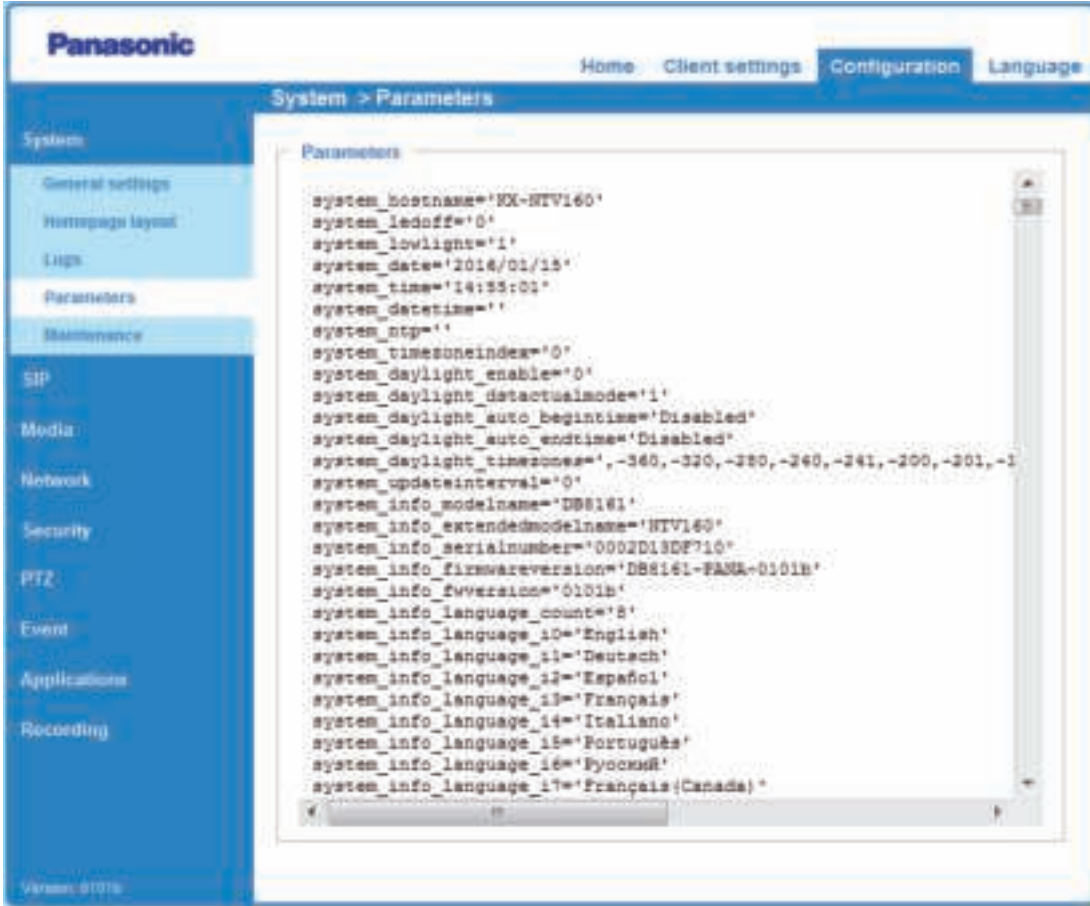 Panasonic
Home Client settings Configuration Language
System > Parameters
System
General settings
Homepage layout
Logs
Parameters
Maintenance
SIP
Media
Network
Security
PTZ
Event
Applications
Recording
Version: 0101b
Parameters
system_hostname='KX-NTV160'
system_ledoff='0'
system_lowlight='1'
system_date='2016/01/15'
system_time='14:55:01'
system_datetime=''
system_ntp=''
system_timezoneindex='0'
system_daylight_enable='0'
system_daylight_dstactualmode='1'
system_daylight_auto_begintime='Disabled'
system_daylight_auto_endtime='Disabled'
system_daylight_timezones=',-360,-320,-280,-240,-241,-200,-201,-1
system_updateinterval='0'
system_info_modelname='DB8161'
system_info_extendedmodelname='NTV160'
system_info_serialnumber='0002D13DF710'
system_info_firmwareversion='DB8161-PANA-0101b'
system_info_fwversion='0101b'
system_info_language_count='8'
system_info_language_i0='English'
system_info_language_i1='Deutsch'
system_info_language_i2='Español'
system_info_language_i3='Français'
system_info_language_i4='Italiano'
system_info_language_i5='Português'
system_info_language_i6='Русский'
system_info_language_i7='Français(Canada)'